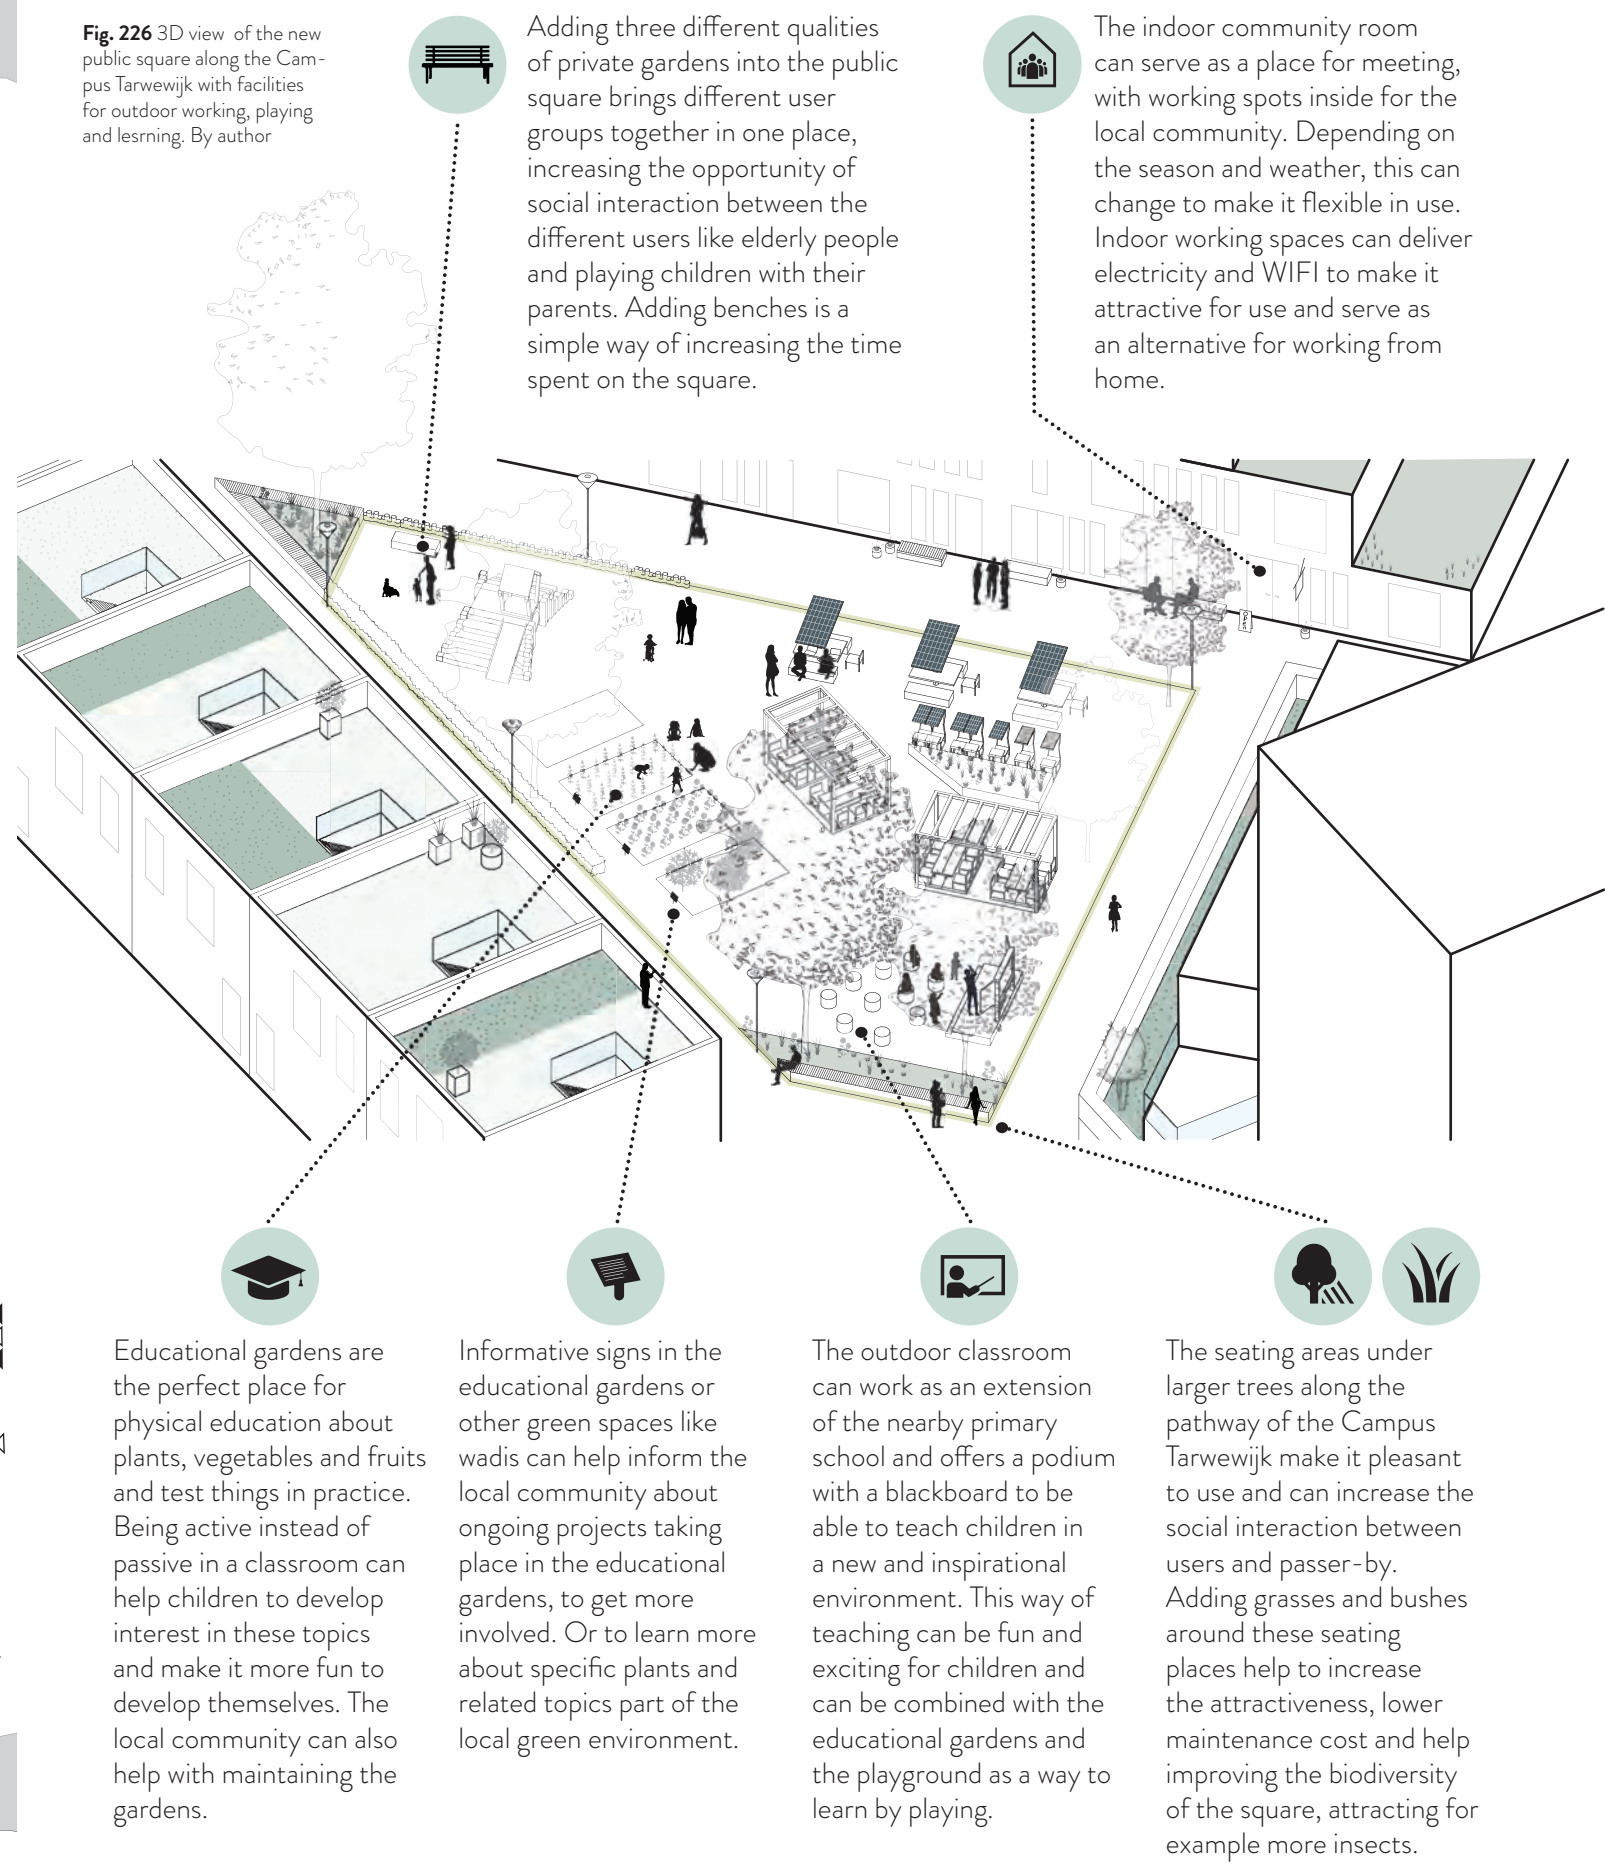 Fig. 226 3D view of the new
public square along the Cam-
pus Tarwewijk with facilities
for outdoor working, playing
and lesrning. By author
Adding three different qualities
of private gardens into the public
square brings different user
groups together in one place,
increasing the opportunity of
social interaction between the
different users like elderly people
and playing children with their
parents. Adding benches is a
simple way of increasing the time
spent on the square.
The indoor community room
can serve as a place for meeting,
with working spots inside for the
local community. Depending on
the season and weather, this can
change to make it flexible in use.
Indoor working spaces can deliver
electricity and WIFI to make it
attractive for use and serve as
an alternative for working from
home.
Educational gardens are
the perfect place for
physical education about
plants, vegetables and fruits
and test things in practice.
Being active instead of
passive in a classroom can
help children to develop
interest in these topics
and make it more fun to
develop themselves. The
local community can also
help with maintaining the
gardens.
Informative signs in the
educational gardens or
other green spaces like
wadis can help inform the
local community about
ongoing projects taking
place in the educational
gardens, to get more
involved. Or to learn more
about specific plants and
related topics part of the
local green environment.
The outdoor classroom
can work as an extension
of the nearby primary
school and offers a podium
with a blackboard to be
able to teach children in
a new and inspirational
environment. This way of
teaching can be fun and
exciting for children and
can be combined with the
educational gardens and
the playground as a way to
learn by playing.
The seating areas under
larger trees along the
pathway of the Campus
Tarwewijk make it pleasant
to use and can increase the
social interaction between
users and passer-by.
Adding grasses and bushes
around these seating
places help to increase
the attractiveness, lower
maintenance cost and help
improving the biodiversity
of the square, attracting for
example more insects.